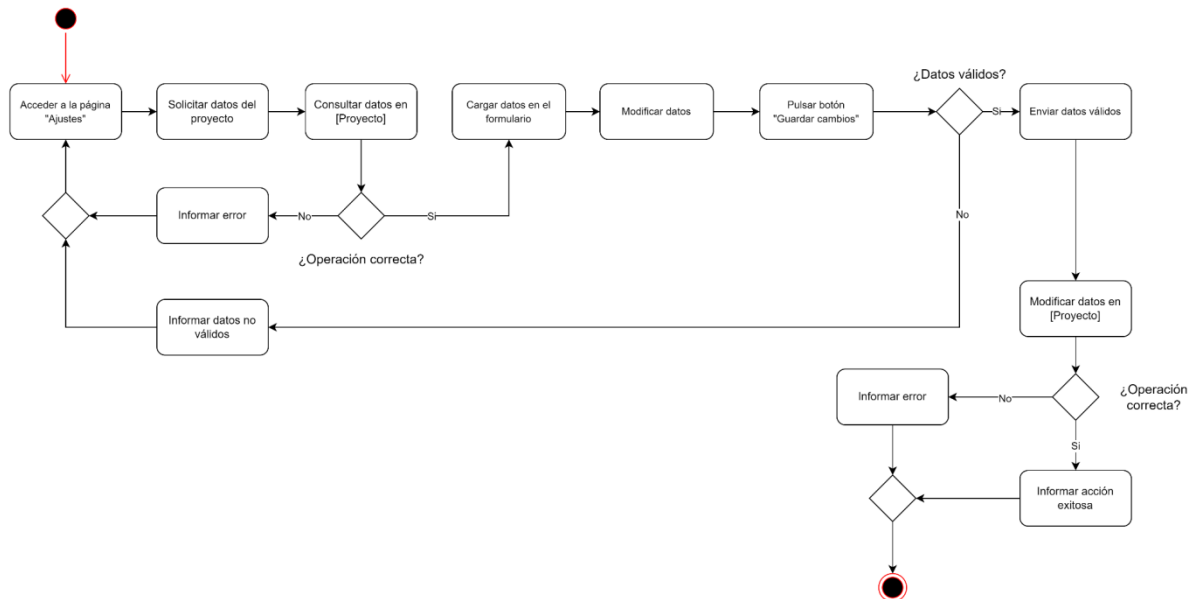 ¿Datos válidos?
Acceder a la página
"Ajustes"
Solicitar datos del
proyecto
Consultar datos en
[Proyecto]
Cargar datos en el
formulario
Modificar datos
Pulsar botón
"Guardar cambios"
Si
Enviar datos válidos
Informar error
No
Si
No
¿Operación correcta?
Informar datos no
válidos
Modificar datos en
[Proyecto]
Informar error
No
¿Operación
correcta?
Si
Informar acción
exitosa